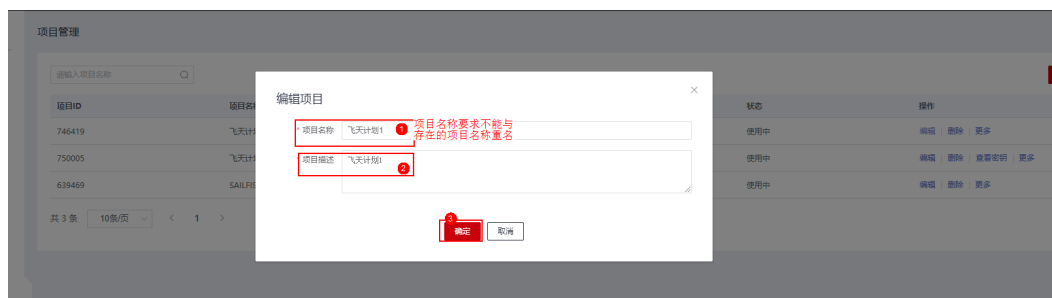 项目管理
请输入项目名称
项目ID
项目名
状态
操作
746419
飞天计
使用中
编辑 删除 更多
750005
飞天计
使用中
编辑 删除 查看密钥 更多
639469
SAILFIS
使用中
编辑 删除 更多
共 3 条 10条/页 < 1 >
编辑项目 ×
* 项目名称 飞天计划1 1 项目名称要求不能与
存在的项目名称重名
* 项目描述 飞天计划1
2
3
确定 取消